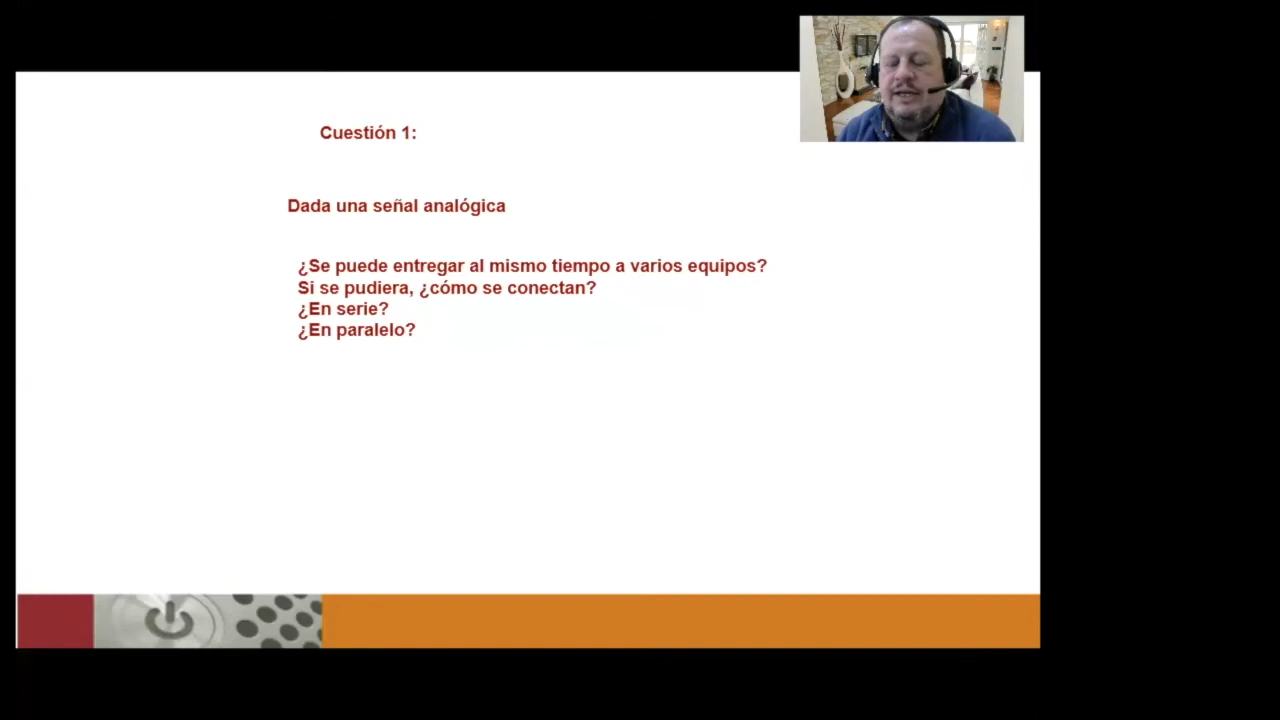 Cuestión 1:
Dada una señal analógica
¿Se puede entregar al mismo tiempo a varios equipos?
Si se pudiera, ¿cómo se conectan?
¿En serie?
¿En paralelo?